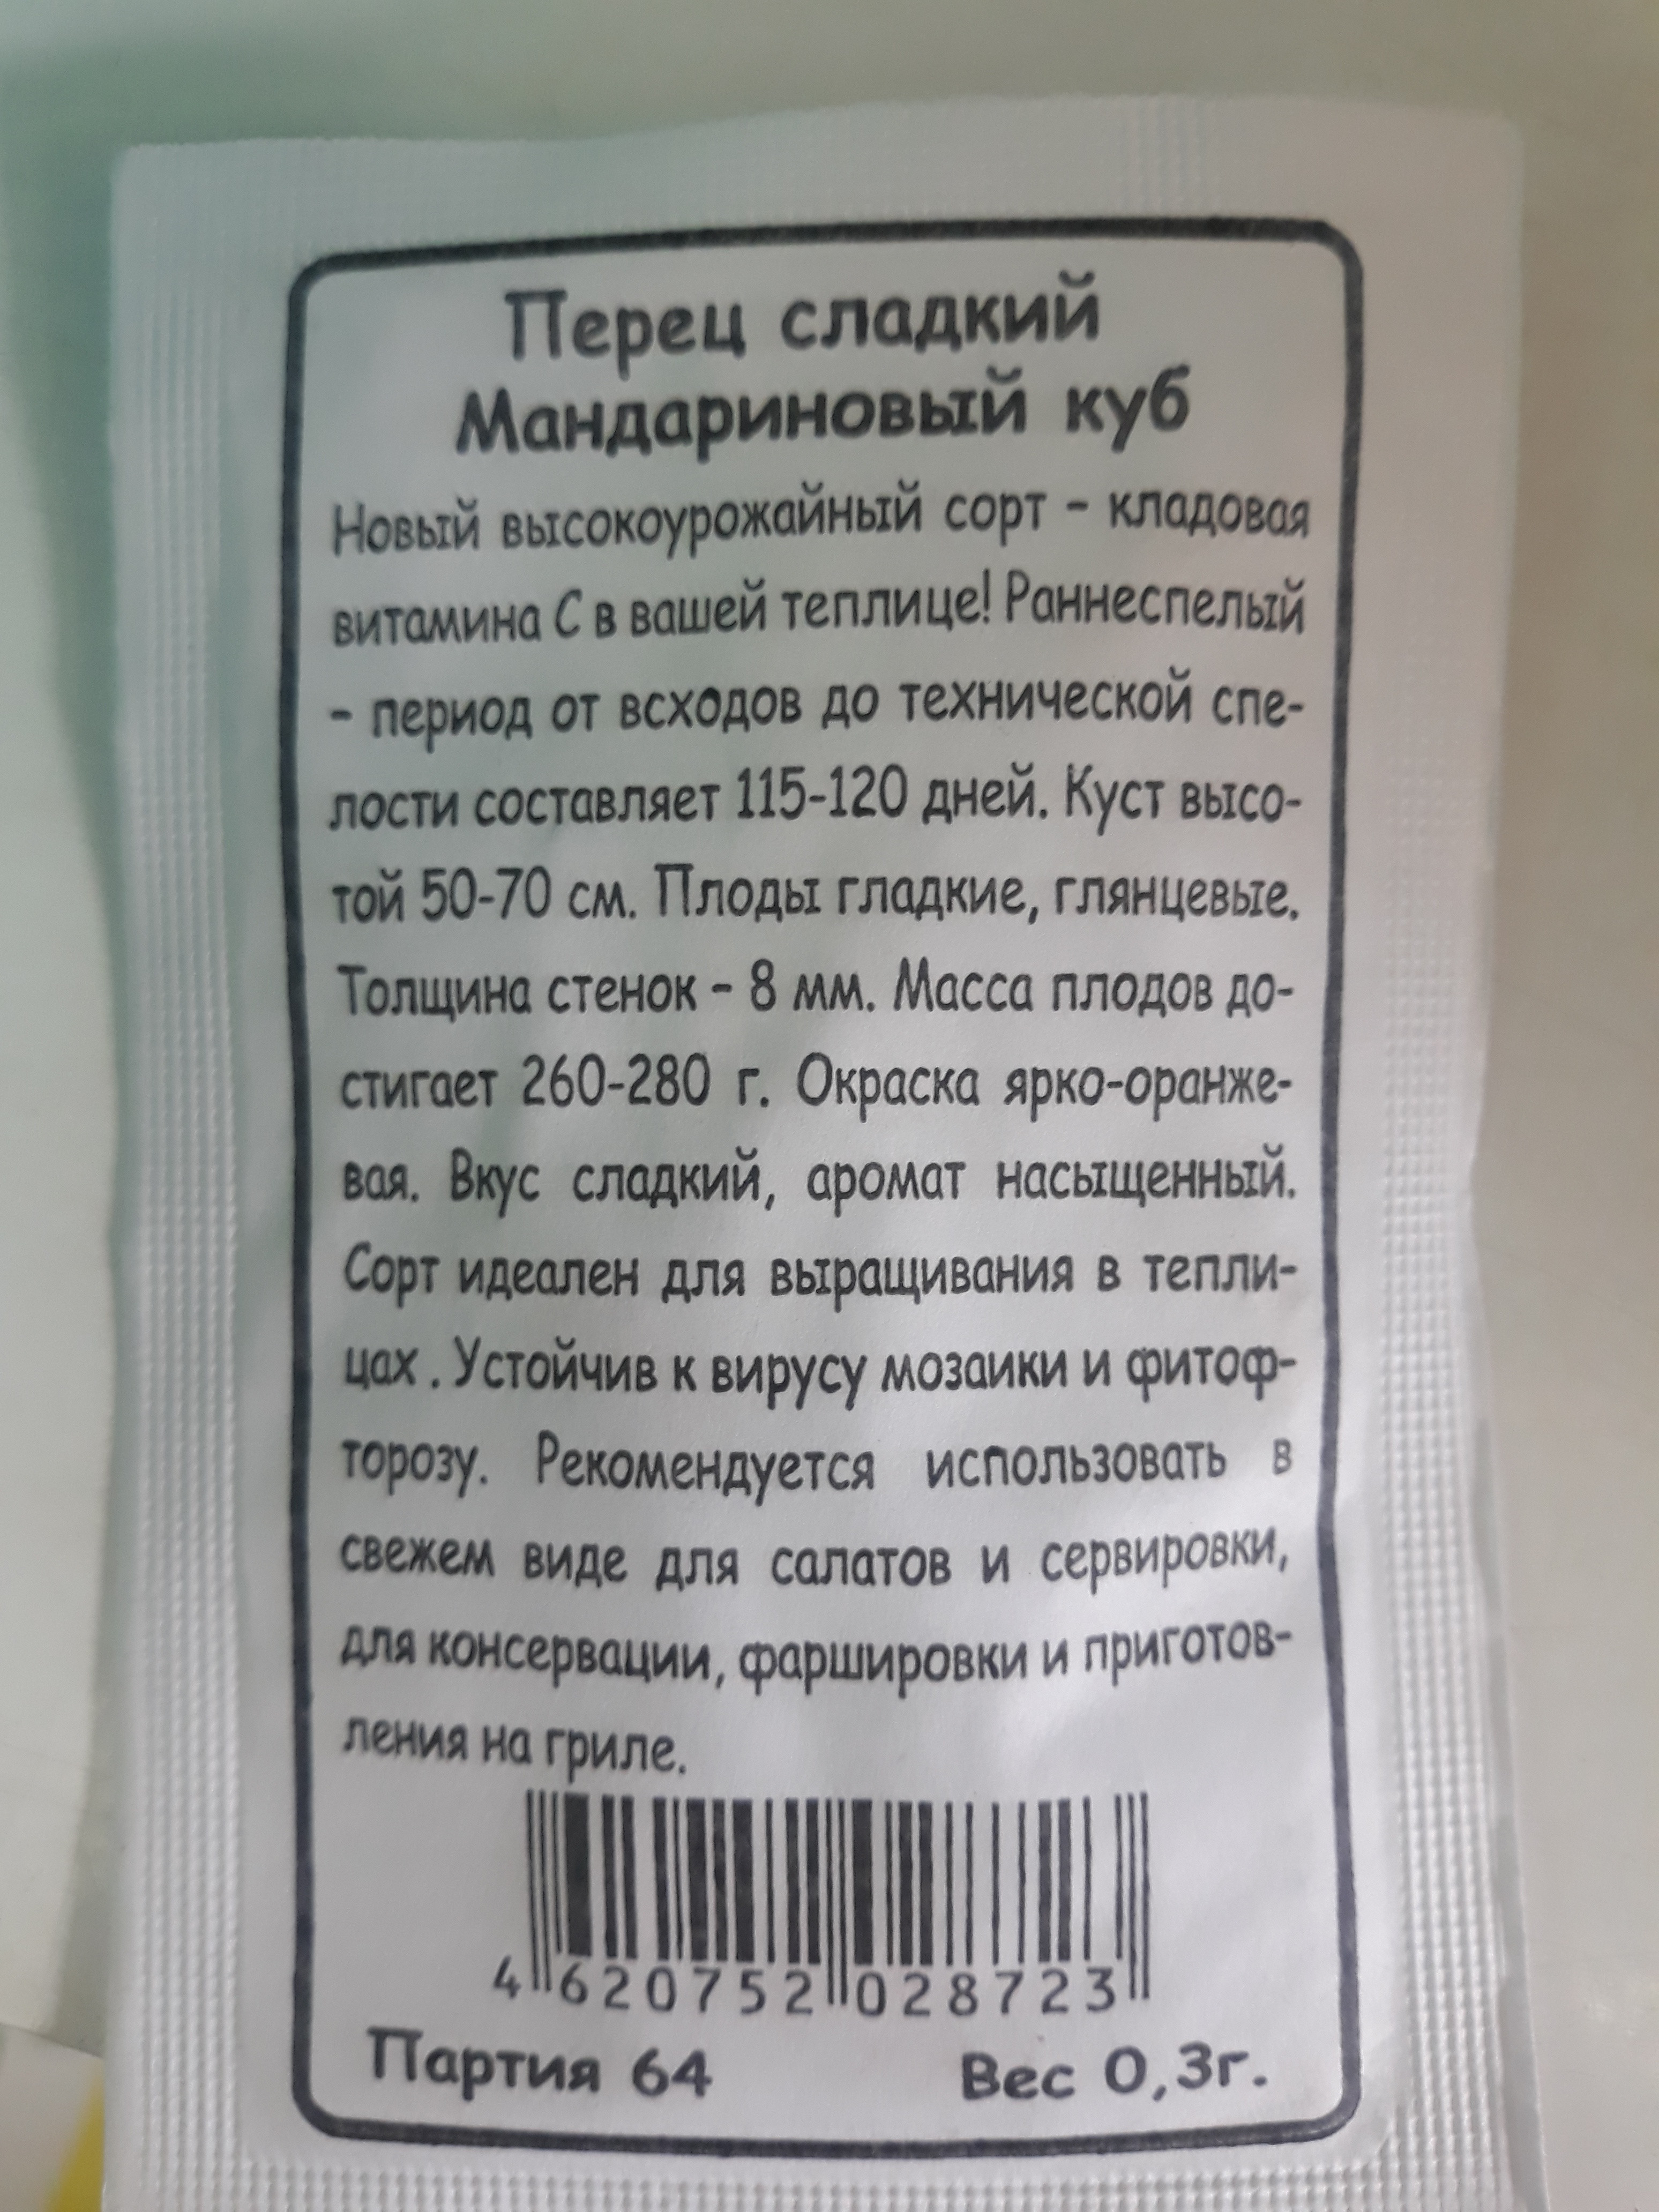 Перец сладкий
Мандариновый куб
Новый высокоурожайный сорт – кладовая
витамина С в вашей теплице! Раннеспелый
– период от всходов до технической спе-
лости составляет 115-120 дней. Куст высо-
той 50-70 см. Плоды гладкие, глянцевые.
Толщина стенок – 8 мм. Масса плодов до-
стигает 260-280 г. Окраска ярко-оранже-
вая. Вкус сладкий, аромат насыщенный.
Сорт идеален для выращивания в тепли-
цах . Устойчив к вирусу мозаики и фитоф-
торозу. Рекомендуется использовать в
свежем виде для салатов и сервировки,
для консервации, фаршировки и приготов-
ления на гриле.
4 620752 028723
Партия 64 Вес 0,3г.